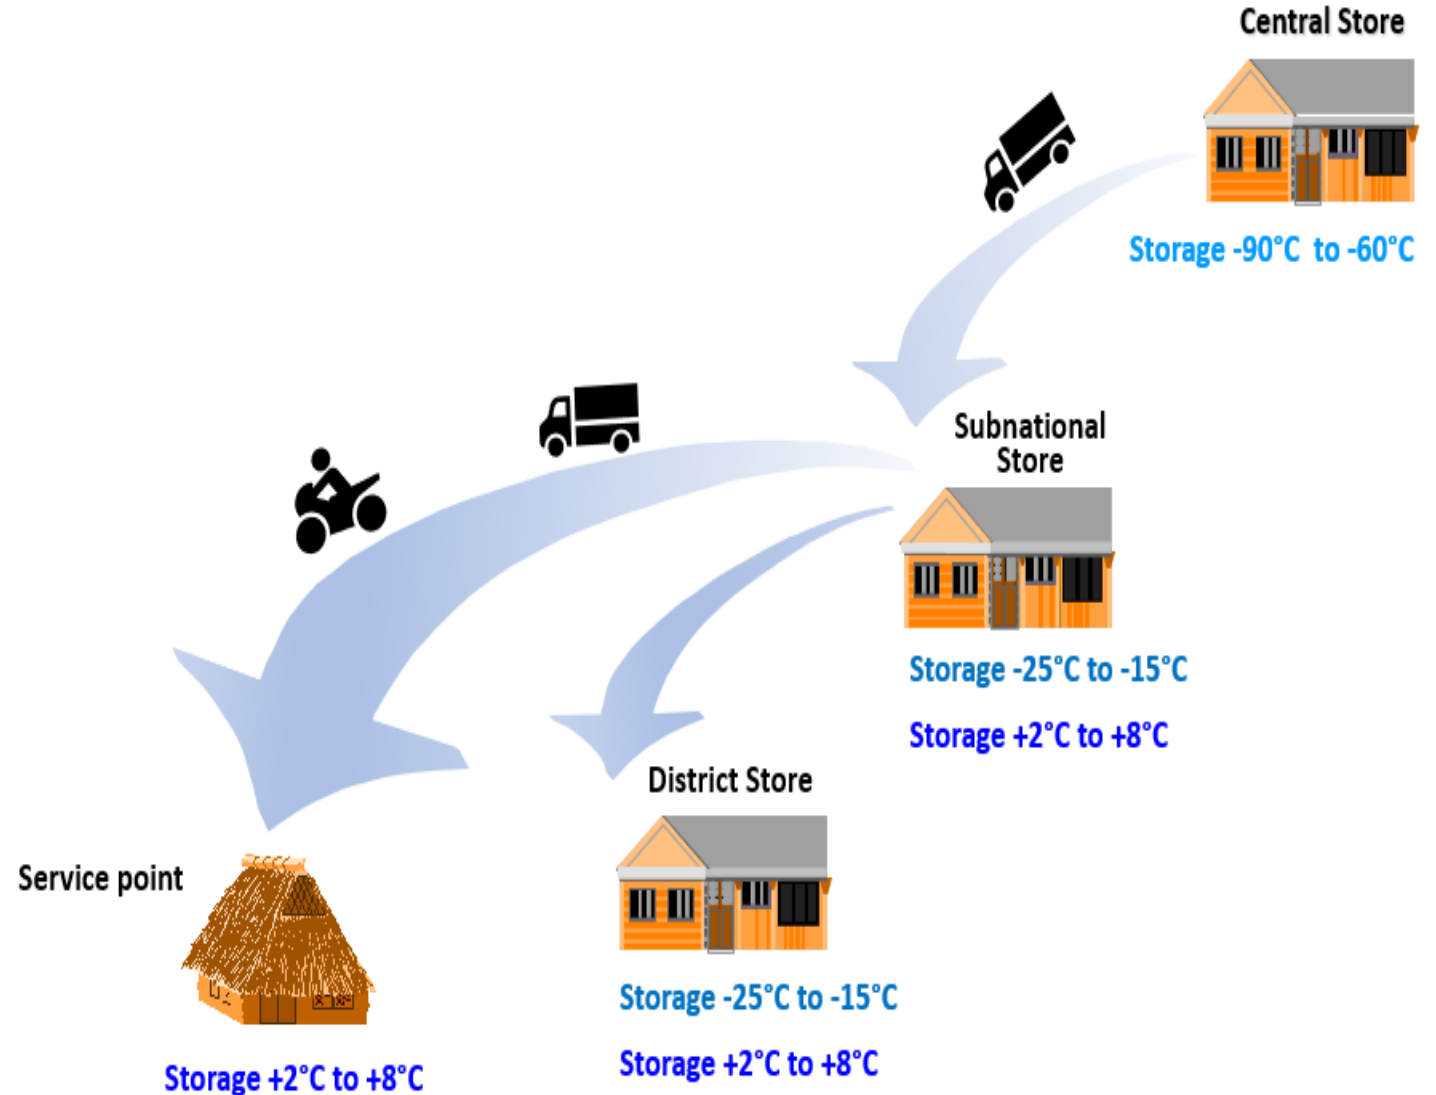 Central Store
Storage -90°C to -60°C
Subnational
Store
Storage -25°C to -15°C
Storage +2°C to +8°C
District Store
Storage -25°C to -15°C
Storage +2°C to +8°C
Service point
Storage +2°C to +8°C